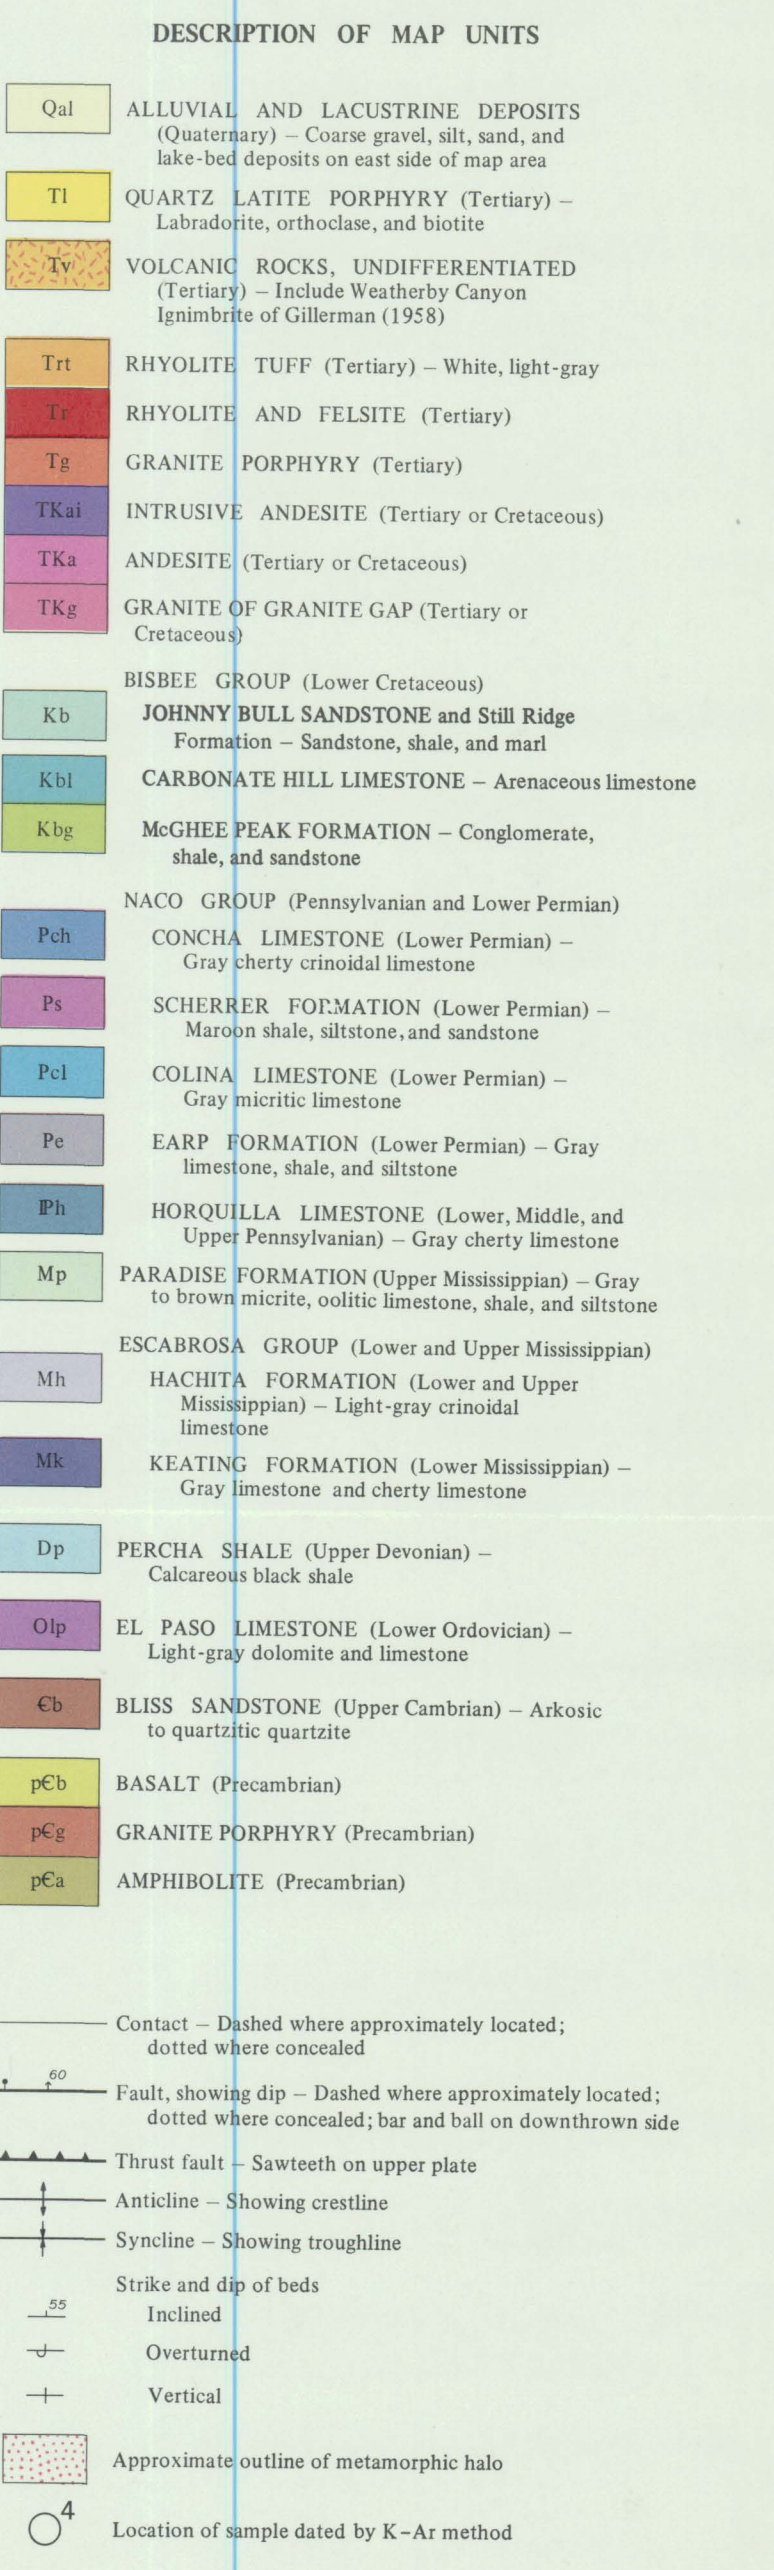 DESCRIPTION OF MAP UNITS
Qal
ALLUVIAL AND LACUSTRINE DEPOSITS
(Quaternary) – Coarse gravel, silt, sand, and
lake-bed deposits on east side of map area
Tl
QUARTZ LATITE PORPHYRY (Tertiary) –
Labradorite, orthoclase, and biotite
Tv
VOLCANIC ROCKS, UNDIFFERENTIATED
(Tertiary) – Include Weatherby Canyon
Ignimbrite of Gillerman (1958)
Trt
RHYOLITE TUFF (Tertiary) – White, light-gray
Tr
RHYOLITE AND FELSITE (Tertiary)
Tg
GRANITE PORPHYRY (Tertiary)
TKai
INTRUSIVE ANDESITE (Tertiary or Cretaceous)
TKa
ANDESITE (Tertiary or Cretaceous)
TKg
GRANITE OF GRANITE GAP (Tertiary or
Cretaceous)
BISBEE GROUP (Lower Cretaceous)
Kb
JOHNNY BULL SANDSTONE and Still Ridge
Formation – Sandstone, shale, and marl
Kbl
CARBONATE HILL LIMESTONE – Arenaceous limestone
Kbg
McGHEE PEAK FORMATION – Conglomerate,
shale, and sandstone
NACO GROUP (Pennsylvanian and Lower Permian)
Pch
CONCHA LIMESTONE (Lower Permian) –
Gray cherty crinoidal limestone
Ps
SCHERRER FORMATION (Lower Permian) –
Maroon shale, siltstone, and sandstone
Pcl
COLINA LIMESTONE (Lower Permian) –
Gray micritic limestone
Pe
EARP FORMATION (Lower Permian) – Gray
limestone, shale, and siltstone
ℙh
HORQUILLA LIMESTONE (Lower, Middle, and
Upper Pennsylvanian) – Gray cherty limestone
Mp
PARADISE FORMATION (Upper Mississippian) – Gray
to brown micrite, oolitic limestone, shale, and siltstone
ESCABROSA GROUP (Lower and Upper Mississippian)
Mh
HACHITA FORMATION (Lower and Upper
Mississippian) – Light-gray crinoidal
limestone
Mk
KEATING FORMATION (Lower Mississippian) –
Gray limestone and cherty limestone
Dp
PERCHA SHALE (Upper Devonian) –
Calcareous black shale
Olp
EL PASO LIMESTONE (Lower Ordovician) –
Light-gray dolomite and limestone
Єb
BLISS SANDSTONE (Upper Cambrian) – Arkosic
to quartzitic quartzite
pЄb
BASALT (Precambrian)
pЄg
GRANITE PORPHYRY (Precambrian)
pЄa
AMPHIBOLITE (Precambrian)
Contact – Dashed where approximately located;
dotted where concealed
60
Fault, showing dip – Dashed where approximately located;
dotted where concealed; bar and ball on downthrown side
Thrust fault – Sawteeth on upper plate
Anticline – Showing crestline
Syncline – Showing troughline
Strike and dip of beds
55
Inclined
Overturned
Vertical
Approximate outline of metamorphic halo
4
Location of sample dated by K–Ar method